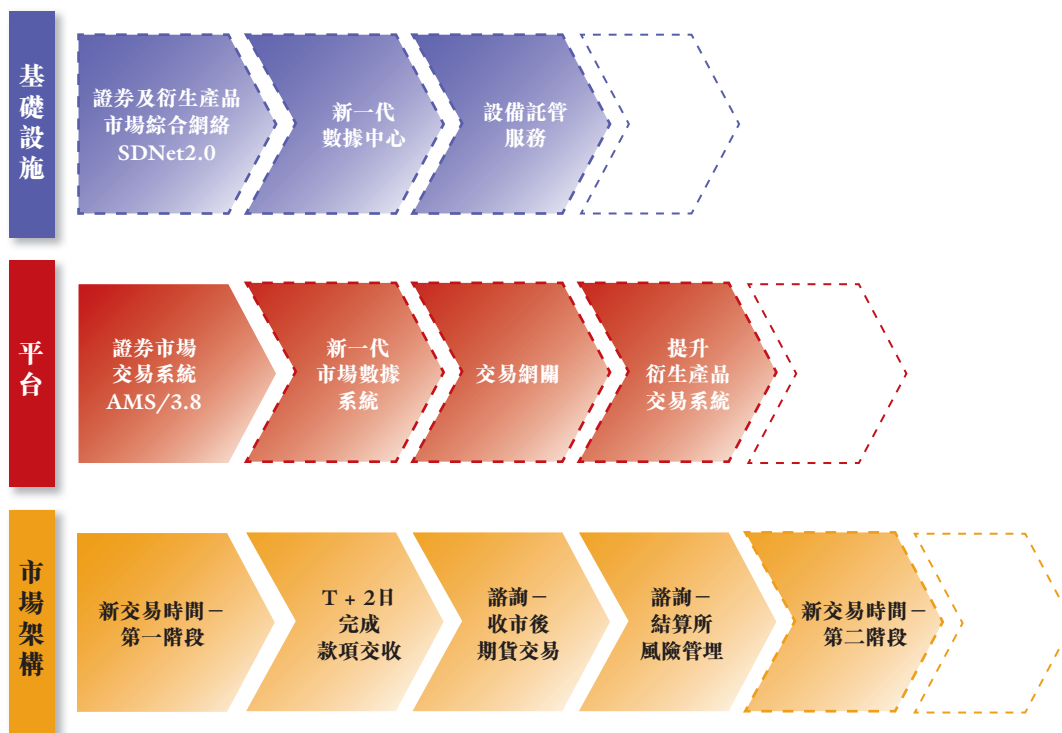 基礎設施
證券及衍生產品
市場綜合網絡
SDNet2.0
新一代
數據中心
設備託管
服務
平台
證券市場
交易系統
AMS/3.8
新一代
市場數據
系統
交易網關
提升
衍生產品
交易系統
市場架構
新交易時間－
第一階段
T + 2日
完成
款項交收
諮詢－
收市後
期貨交易
諮詢－
結算所
風險管理
新交易時間－
第二階段